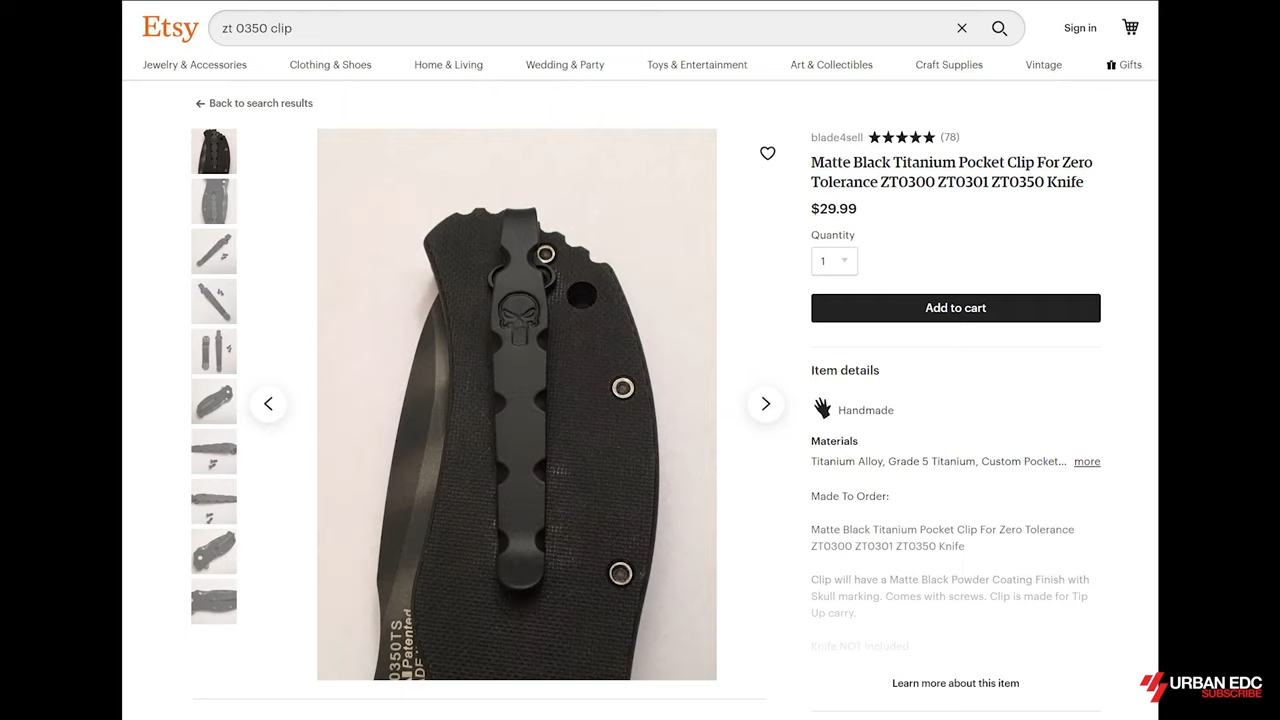 Etsy
zt 0350 clip
Sign in
Jewelry & Accessories
Clothing & Shoes
Home & Living
Wedding & Party
Toys & Entertainment
Art & Collectibles
Craft Supplies
Vintage
Gifts
Back to search results
blade4sell ★★★★★ (78)
Matte Black Titanium Pocket Clip For Zero
Tolerance ZT0300 ZT0301 ZT0350 Knife
$29.99
Quantity
1
Add to cart
Item details
Handmade
Materials
Titanium Alloy, Grade 5 Titanium, Custom Pocket... more
Made To Order:
Matte Black Titanium Pocket Clip For Zero Tolerance
ZT0300 ZT0301 ZT0350 Knife
Clip will have a Matte Black Powder Coating Finish with
Skull marking. Comes with screws. Clip is made for Tip
Up carry.
Knife NOT Included.
Learn more about this item
0350TS
Patented
URBAN EDC
SUBSCRIBE